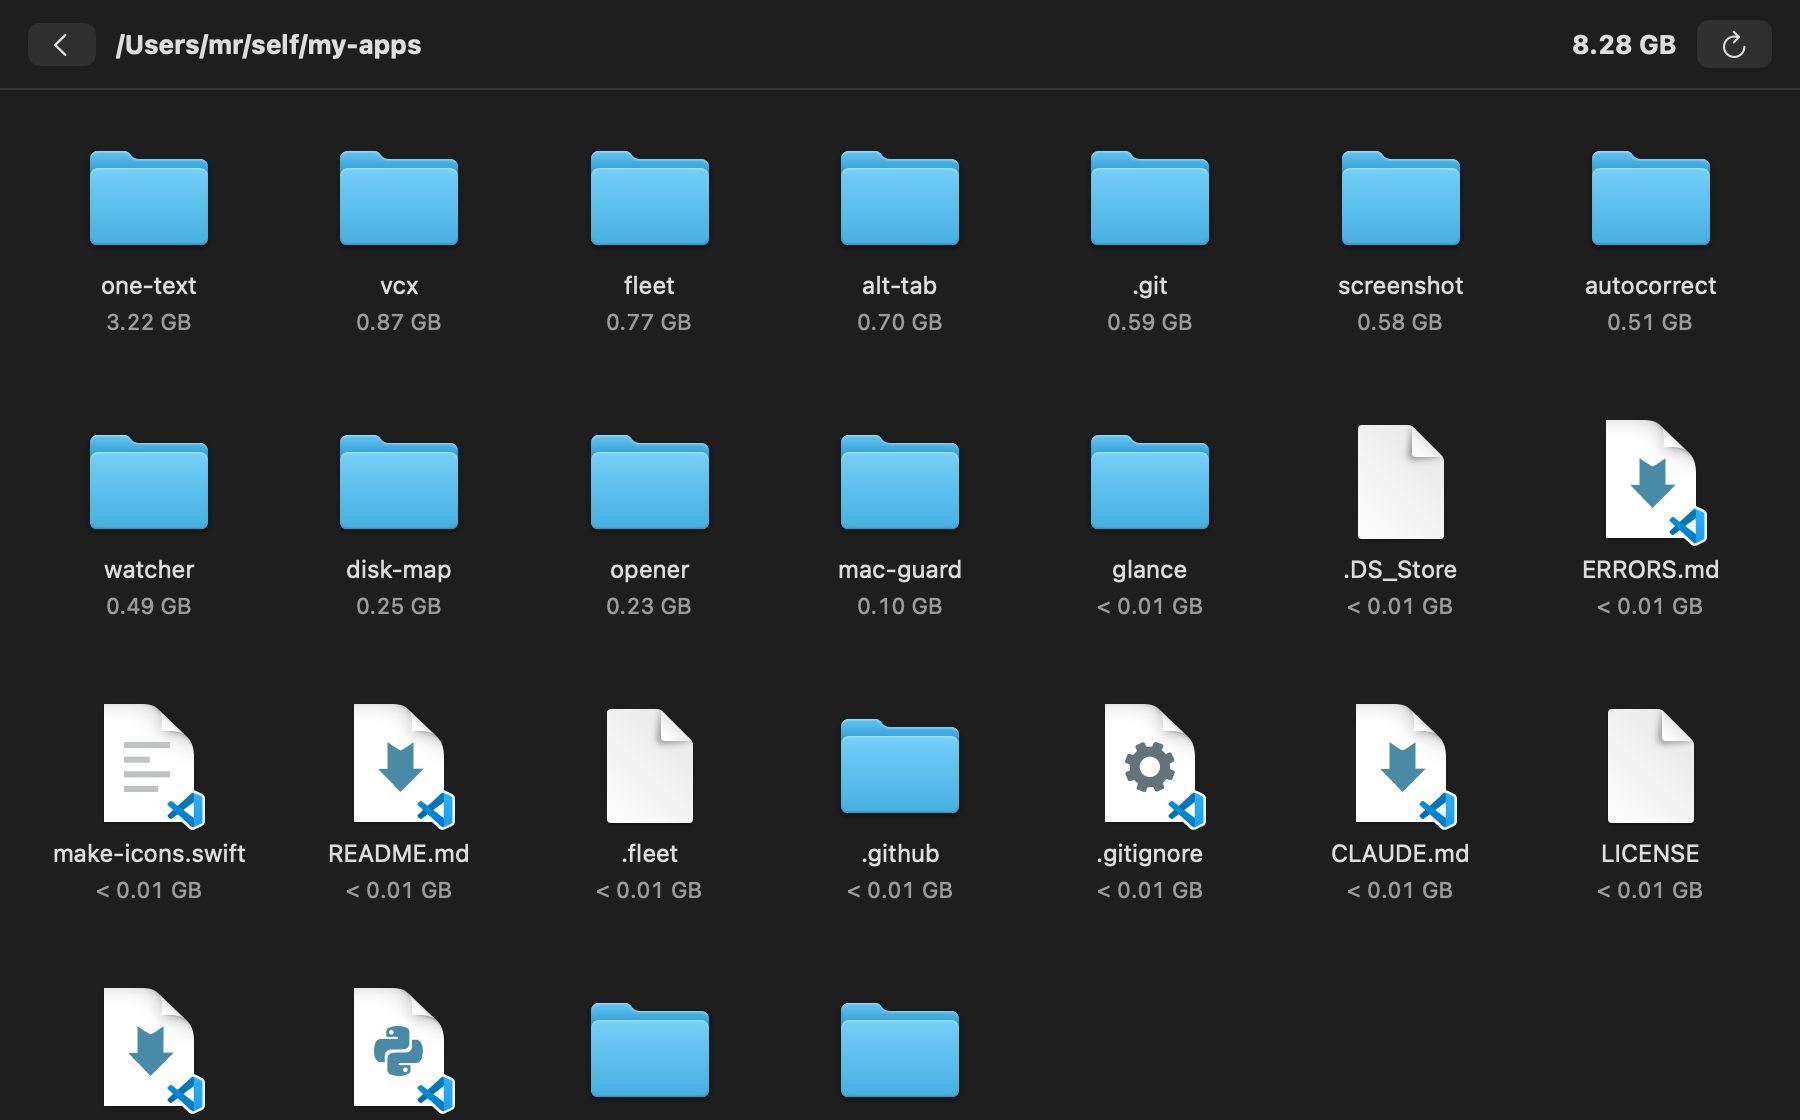 /Users/mr/self/my-apps
8.28 GB
one-text
vcx
fleet
alt-tab
.git
screenshot
autocorrect
3.22 GB
0.87 GB
0.77 GB
0.70 GB
0.59 GB
0.58 GB
0.51 GB
watcher
disk-map
opener
mac-guard
glance
.DS_Store
ERRORS.md
0.49 GB
0.25 GB
0.23 GB
0.10 GB
< 0.01 GB
< 0.01 GB
< 0.01 GB
make-icons.swift
README.md
.fleet
.github
.gitignore
CLAUDE.md
LICENSE
< 0.01 GB
< 0.01 GB
< 0.01 GB
< 0.01 GB
< 0.01 GB
< 0.01 GB
< 0.01 GB